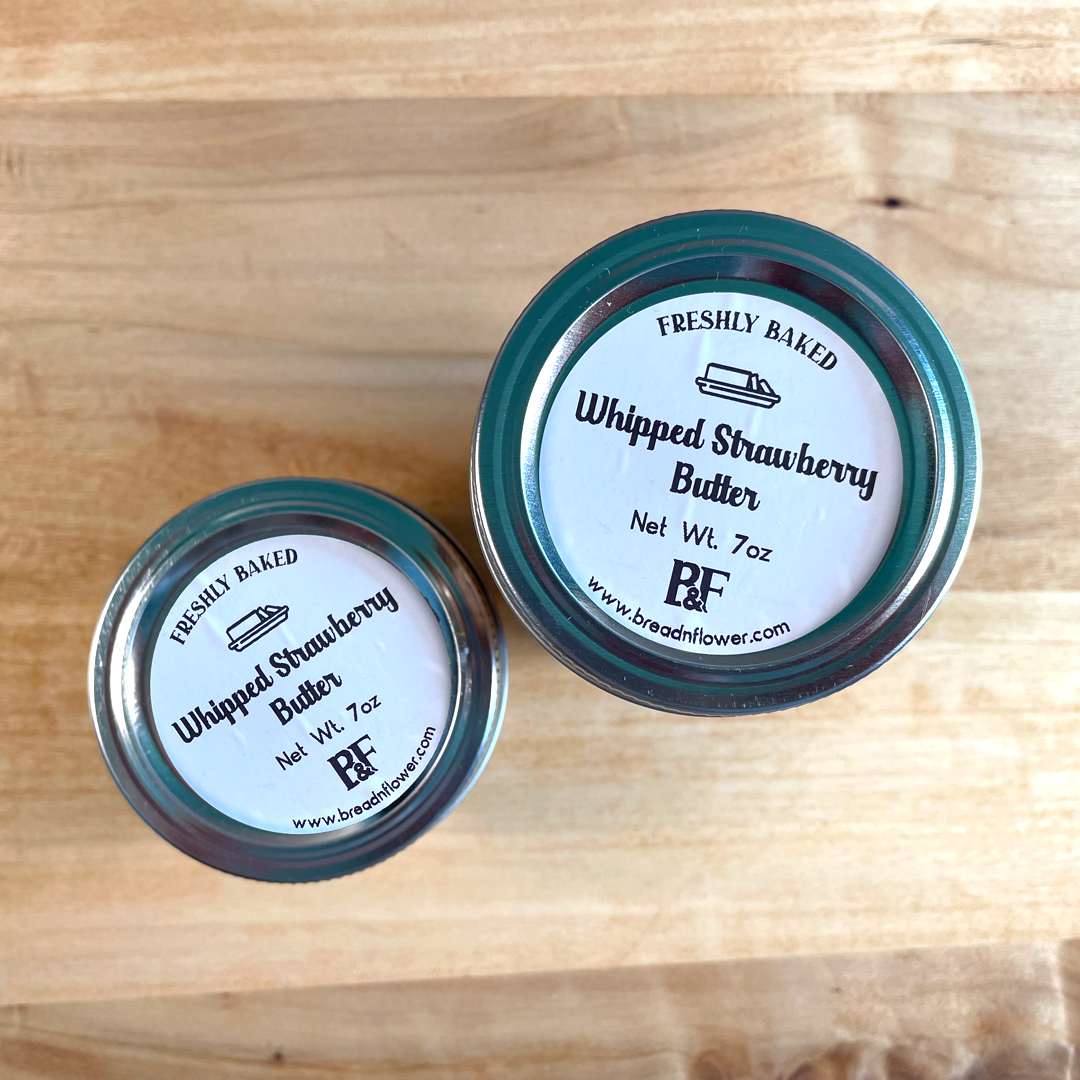 FRESHLY BAKED
Whipped Strawberry
Butter
Net Wt. 7oz
B&F
www.breadnflower.com
FRESHLY BAKED
Whipped Strawberry
Butter
Net Wt. 7oz
B&F
www.breadnflower.com